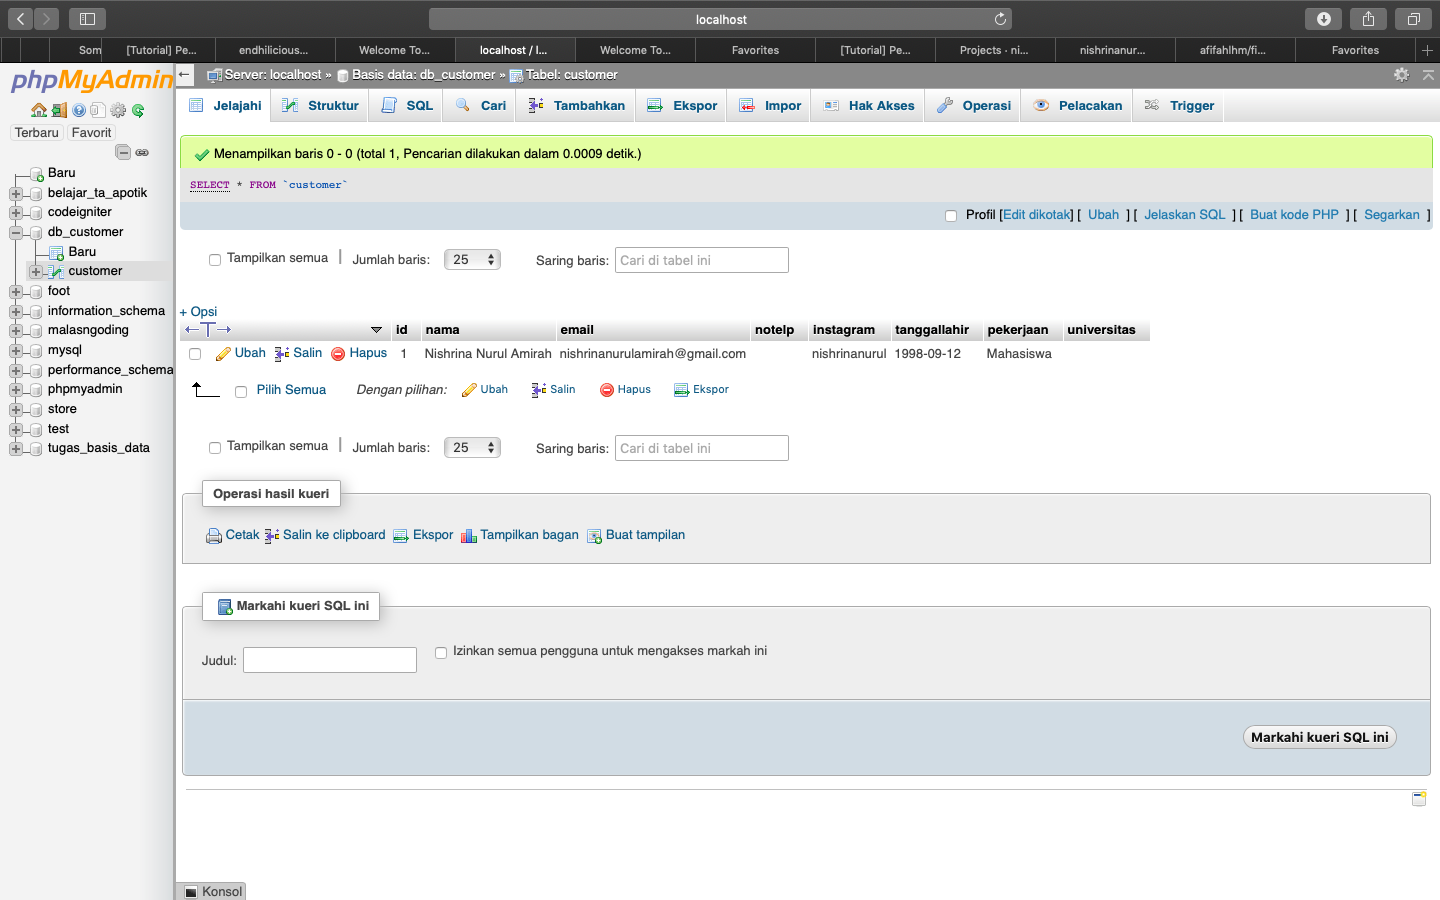 localhost
Som
[Tutorial] Pe...
endhilicious...
Welcome To...
localhost / l...
Welcome To...
Favorites
[Tutorial] Pe...
Projects · ni...
nishrinanur...
afifahlhm/fi...
Favorites
phpMyAdmin
Terbaru Favorit
Baru
belajar_ta_apotik
codeigniter
db_customer
Baru
customer
foot
information_schema
malasngoding
mysql
performance_schema
phpmyadmin
store
test
tugas_basis_data
Server: localhost » Basis data: db_customer » Tabel: customer
Jelajahi Struktur SQL Cari Tambahkan Ekspor Impor Hak Akses Operasi Pelacakan Trigger
Menampilkan baris 0 - 0 (total 1, Pencarian dilakukan dalam 0.0009 detik.)
SELECT * FROM `customer`
Profil [Edit dikotak] [ Ubah ] [ Jelaskan SQL ] [ Buat kode PHP ] [ Segarkan ]
Tampilkan semua | Jumlah baris: 25 Saring baris: Cari di tabel ini
+ Opsi
←T→ id nama email notelp instagram tanggallahir pekerjaan universitas
Ubah Salin Hapus 1 Nishrina Nurul Amirah nishrinanurulamirah@gmail.com nishrinanurul 1998-09-12 Mahasiswa
Pilih Semua Dengan pilihan: Ubah Salin Hapus Ekspor
Tampilkan semua | Jumlah baris: 25 Saring baris: Cari di tabel ini
Operasi hasil kueri
Cetak Salin ke clipboard Ekspor Tampilkan bagan Buat tampilan
Markahi kueri SQL ini
Judul: Izinkan semua pengguna untuk mengakses markah ini
Markahi kueri SQL ini
Konsol